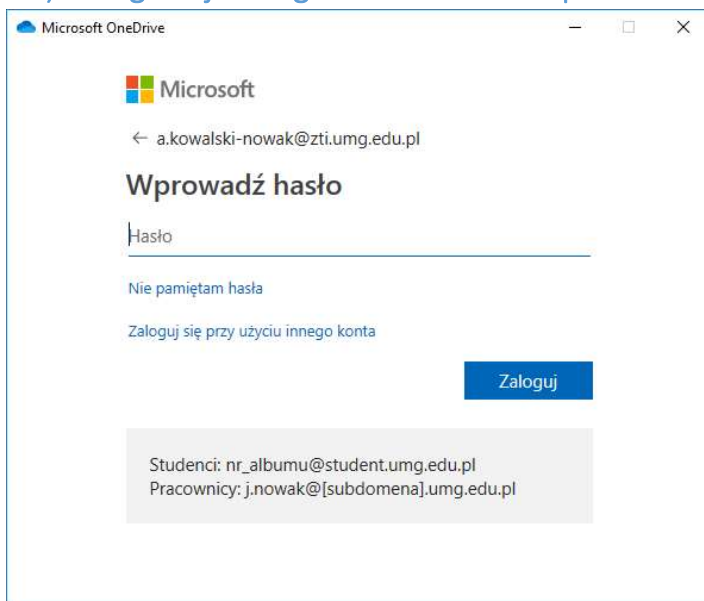 Microsoft OneDrive
Microsoft
← a.kowalski-nowak@zti.umg.edu.pl
Wprowadź hasło
Hasło
Nie pamiętam hasła
Zaloguj się przy użyciu innego konta
Zaloguj
Studenci: nr_albumu@student.umg.edu.pl
Pracownicy: j.nowak@[subdomena].umg.edu.pl